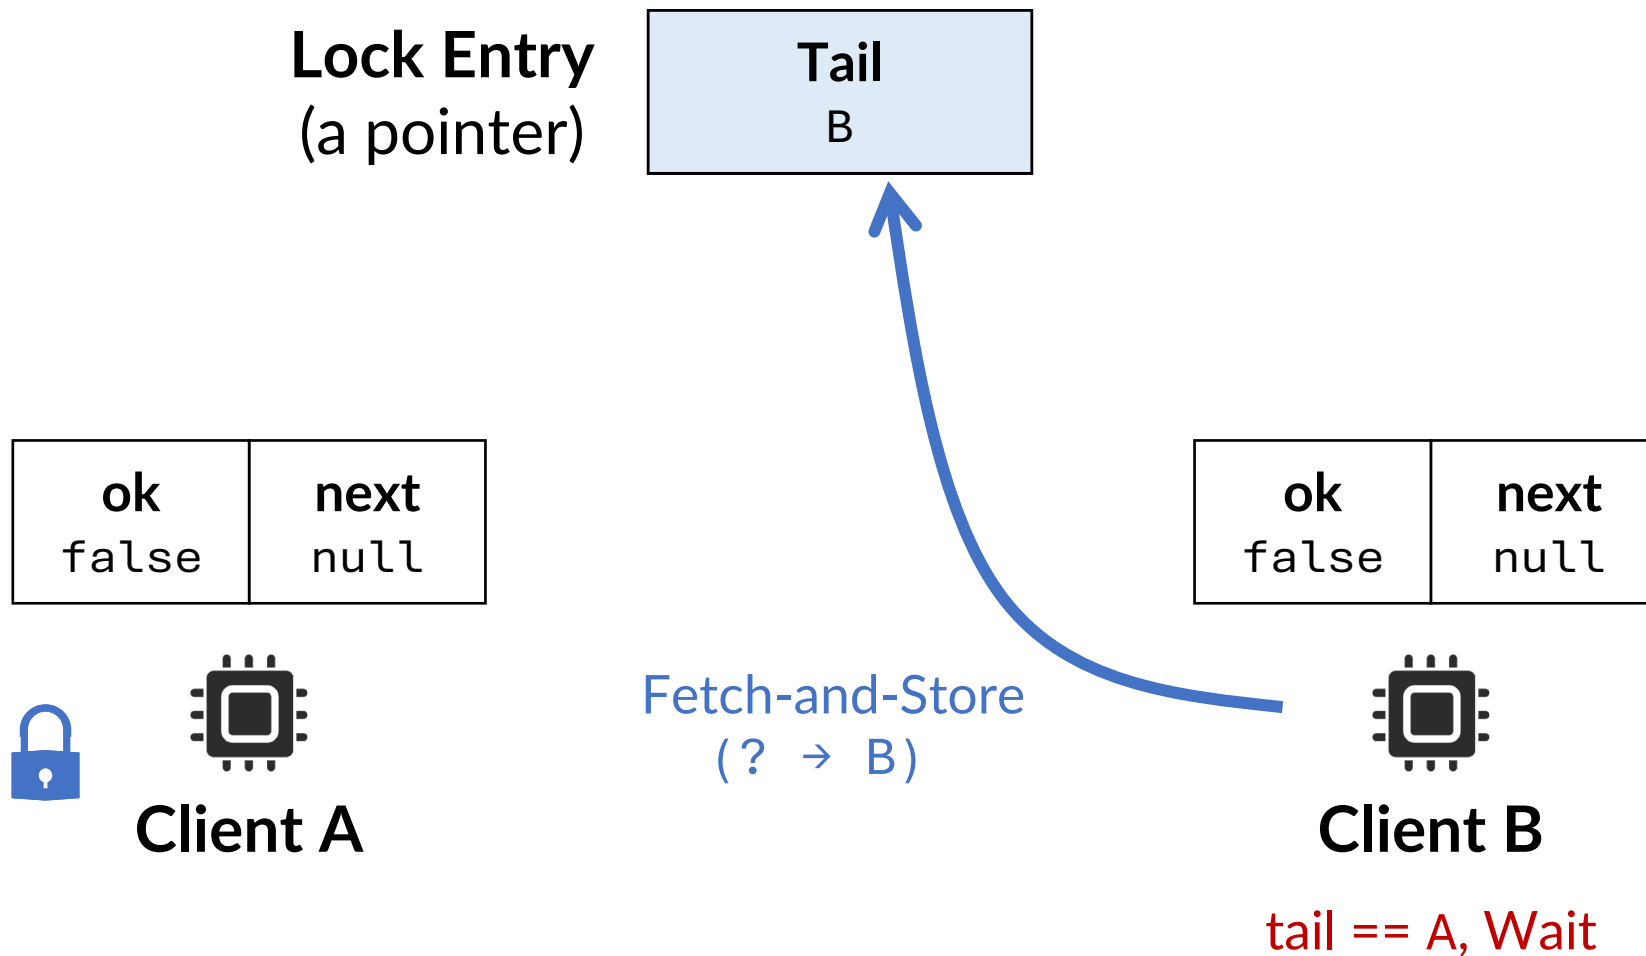 Lock Entry
(a pointer)
Tail
B
ok
false
next
null
ok
false
next
null
Fetch-and-Store
(? → B)
Client A
Client B
tail == A, Wait